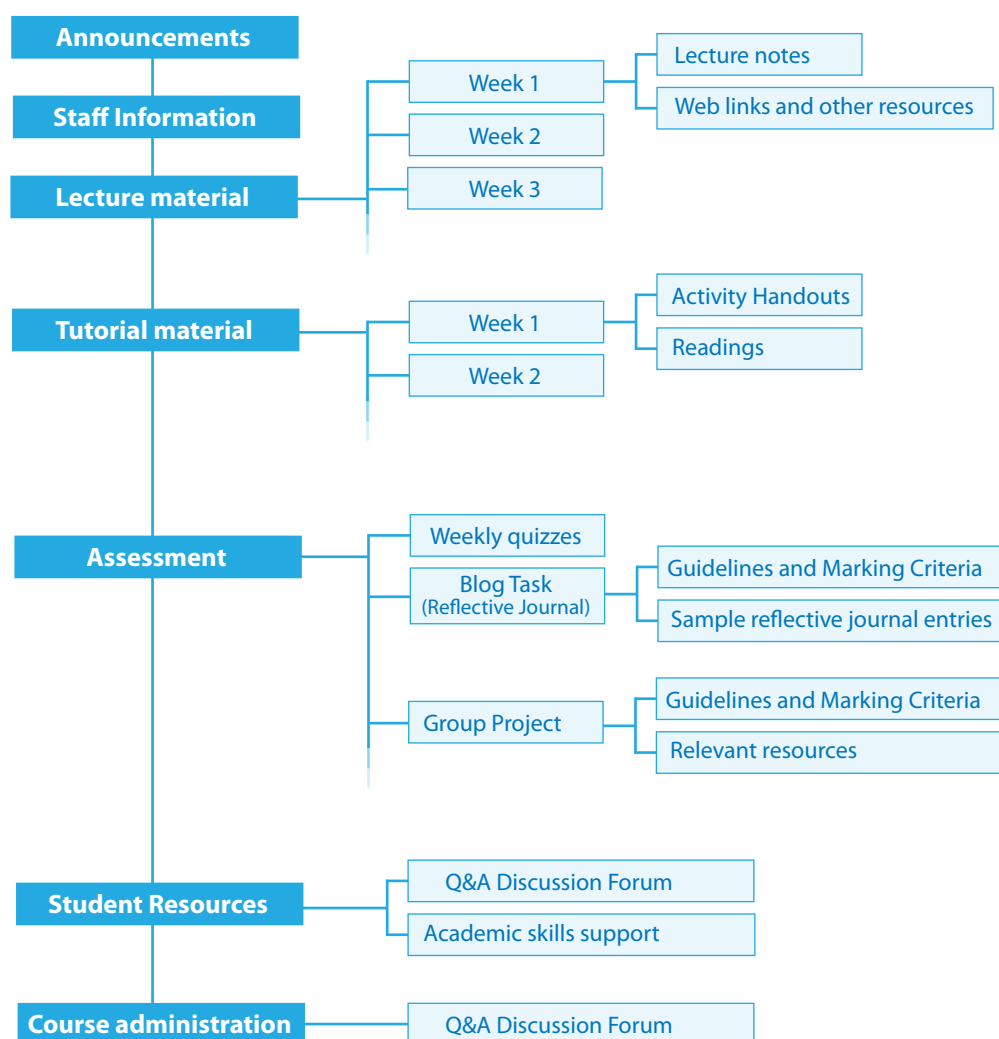 Announcements
Staff Information
Lecture material
Week 1
Lecture notes
Web links and other resources
Week 2
Week 3
Tutorial material
Week 1
Activity Handouts
Readings
Week 2
Assessment
Weekly quizzes
Blog Task
(Reflective Journal)
Guidelines and Marking Criteria
Sample reflective journal entries
Group Project
Guidelines and Marking Criteria
Relevant resources
Student Resources
Q&A Discussion Forum
Academic skills support
Course administration
Q&A Discussion Forum